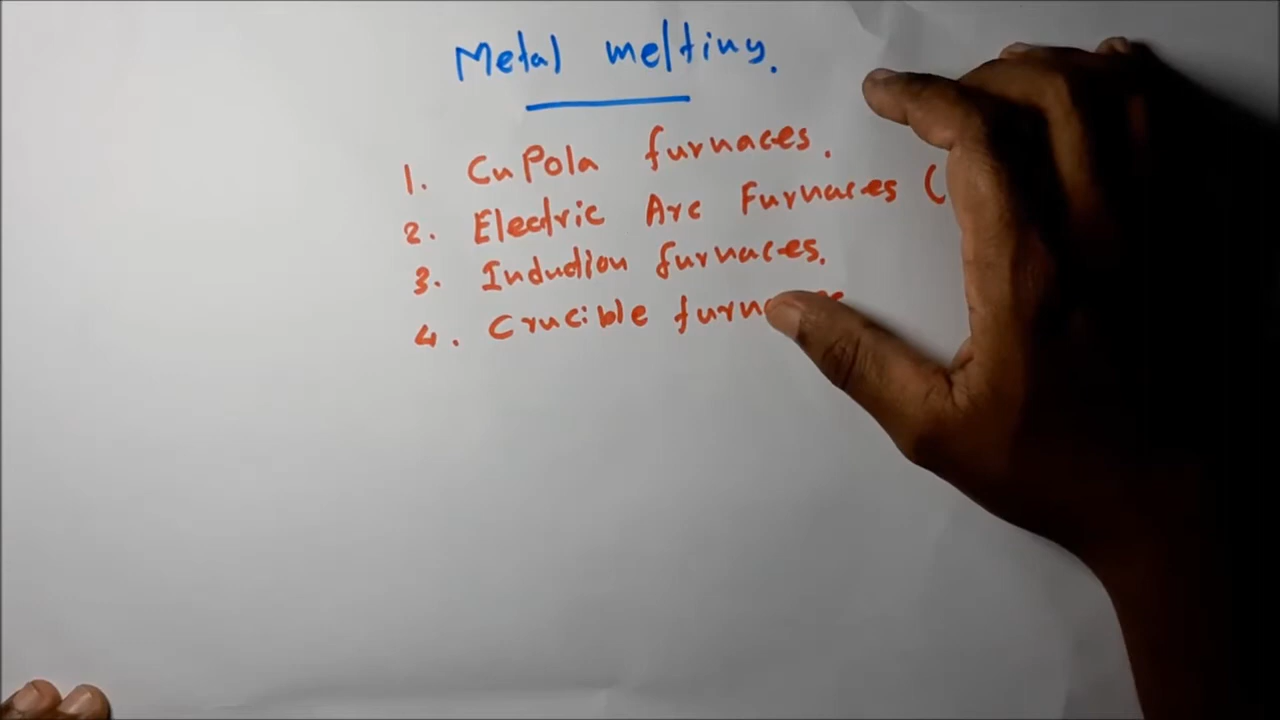 Metal melting.
1. Cupola furnaces.
2. Electric Arc Furnaces (
3. Induction furnaces.
4. Crucible